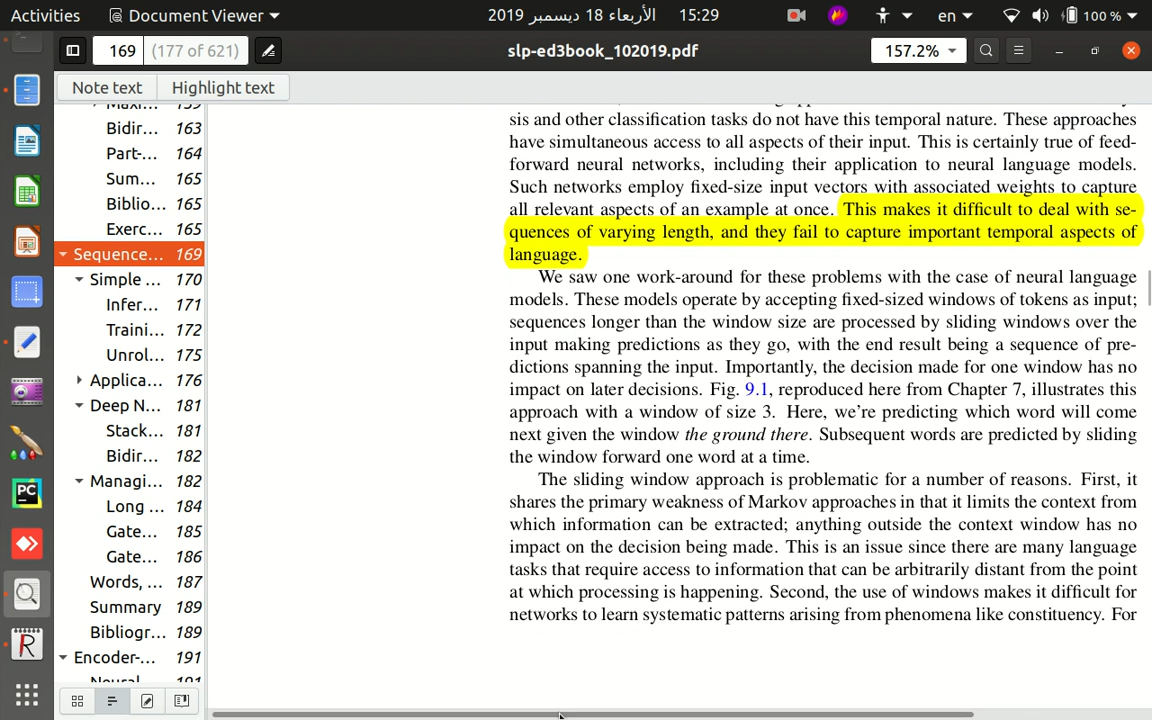 Activities
Document Viewer
الأربعاء 18 ديسمبر 2019
15:29
en
100 %
169
(177 of 621)
slp-ed3book_102019.pdf
157.2%
Note text
Highlight text
Bidir... 163
Part-... 164
Sum... 165
Biblio... 165
Exerc... 165
Sequence... 169
Simple ... 170
Infer... 171
Traini... 172
Unrol... 175
Applica... 176
Deep N... 181
Stack... 181
Bidir... 182
Managi... 182
Long ... 184
Gate... 185
Gate... 186
Words, ... 187
Summary 189
Bibliogr... 189
Encoder-... 191
PC
R
sis and other classification tasks do not have this temporal nature. These approaches
have simultaneous access to all aspects of their input. This is certainly true of feed-
forward neural networks, including their application to neural language models.
Such networks employ fixed-size input vectors with associated weights to capture
all relevant aspects of an example at once. This makes it difficult to deal with se-
quences of varying length, and they fail to capture important temporal aspects of
language.
We saw one work-around for these problems with the case of neural language
models. These models operate by accepting fixed-sized windows of tokens as input;
sequences longer than the window size are processed by sliding windows over the
input making predictions as they go, with the end result being a sequence of pre-
dictions spanning the input. Importantly, the decision made for one window has no
impact on later decisions. Fig. 9.1, reproduced here from Chapter 7, illustrates this
approach with a window of size 3. Here, we're predicting which word will come
next given the window the ground there. Subsequent words are predicted by sliding
the window forward one word at a time.
The sliding window approach is problematic for a number of reasons. First, it
shares the primary weakness of Markov approaches in that it limits the context from
which information can be extracted; anything outside the context window has no
impact on the decision being made. This is an issue since there are many language
tasks that require access to information that can be arbitrarily distant from the point
at which processing is happening. Second, the use of windows makes it difficult for
networks to learn systematic patterns arising from phenomena like constituency. For